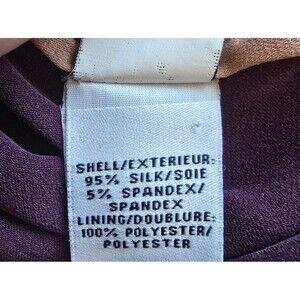 SHELL/EXTERIEUR:
95% SILK/SOIE
5% SPANDEX/
SPANDEX
LINING/DOUBLURE:
100% POLYESTER/
POLYESTER